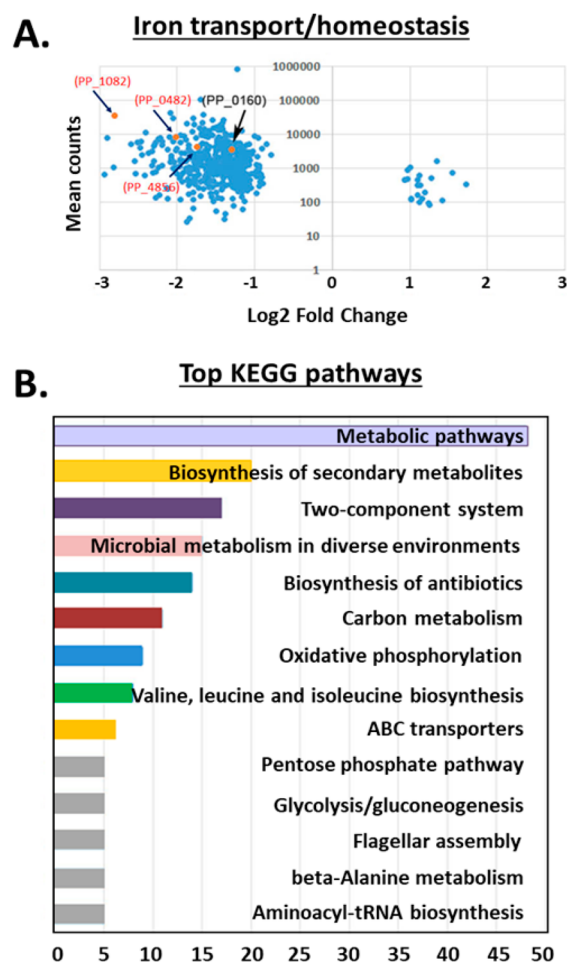 A.
Iron transport/homeostasis
(PP_1082)
(PP_0482)
(PP_0160)
(PP_4856)
1000000
100000
10000
1000
100
10
1
Mean counts
-3 -2 -1 0 1 2 3
Log2 Fold Change
B.
Top KEGG pathways
Metabolic pathways
Biosynthesis of secondary metabolites
Two-component system
Microbial metabolism in diverse environments
Biosynthesis of antibiotics
Carbon metabolism
Oxidative phosphorylation
Valine, leucine and isoleucine biosynthesis
ABC transporters
Pentose phosphate pathway
Glycolysis/gluconeogenesis
Flagellar assembly
beta-Alanine metabolism
Aminoacyl-tRNA biosynthesis
0 5 10 15 20 25 30 35 40 45 50